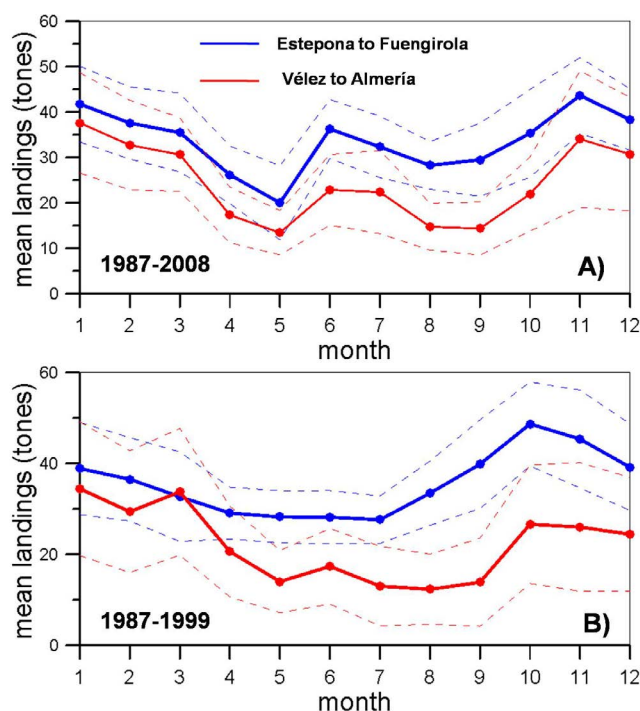 60
50
40
30
20
10
0
mean landings (tones)
Estepona to Fuengirola
Vélez to Almería
1987-2008
A)
1 2 3 4 5 6 7 8 9 10 11 12
month
60
40
20
0
mean landings (tones)
1987-1999
B)
1 2 3 4 5 6 7 8 9 10 11 12
month